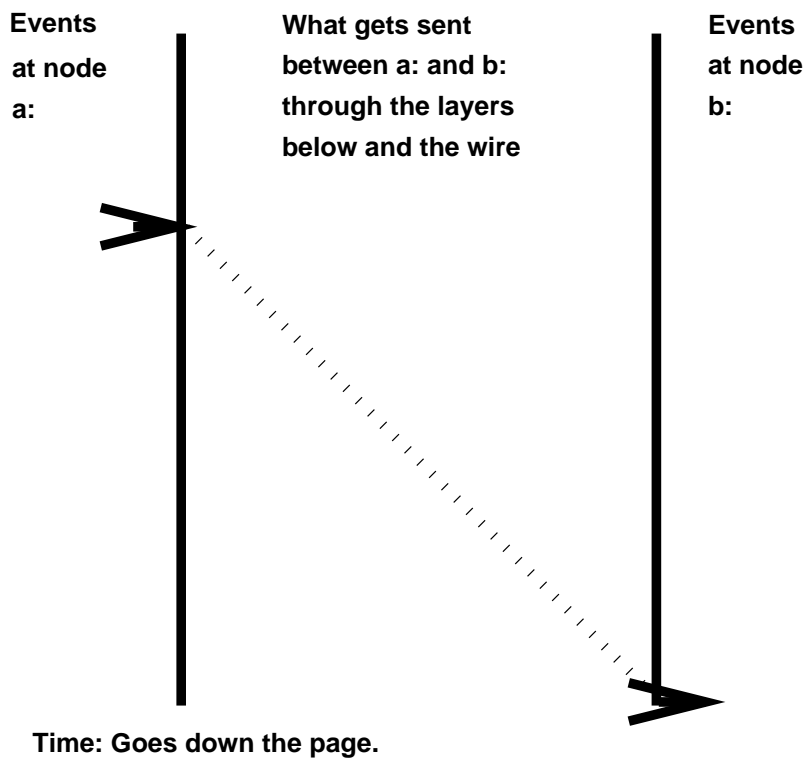 Events
at node
a:
What gets sent
between a: and b:
through the layers
below and the wire
Events
at node
b:
Time: Goes down the page.